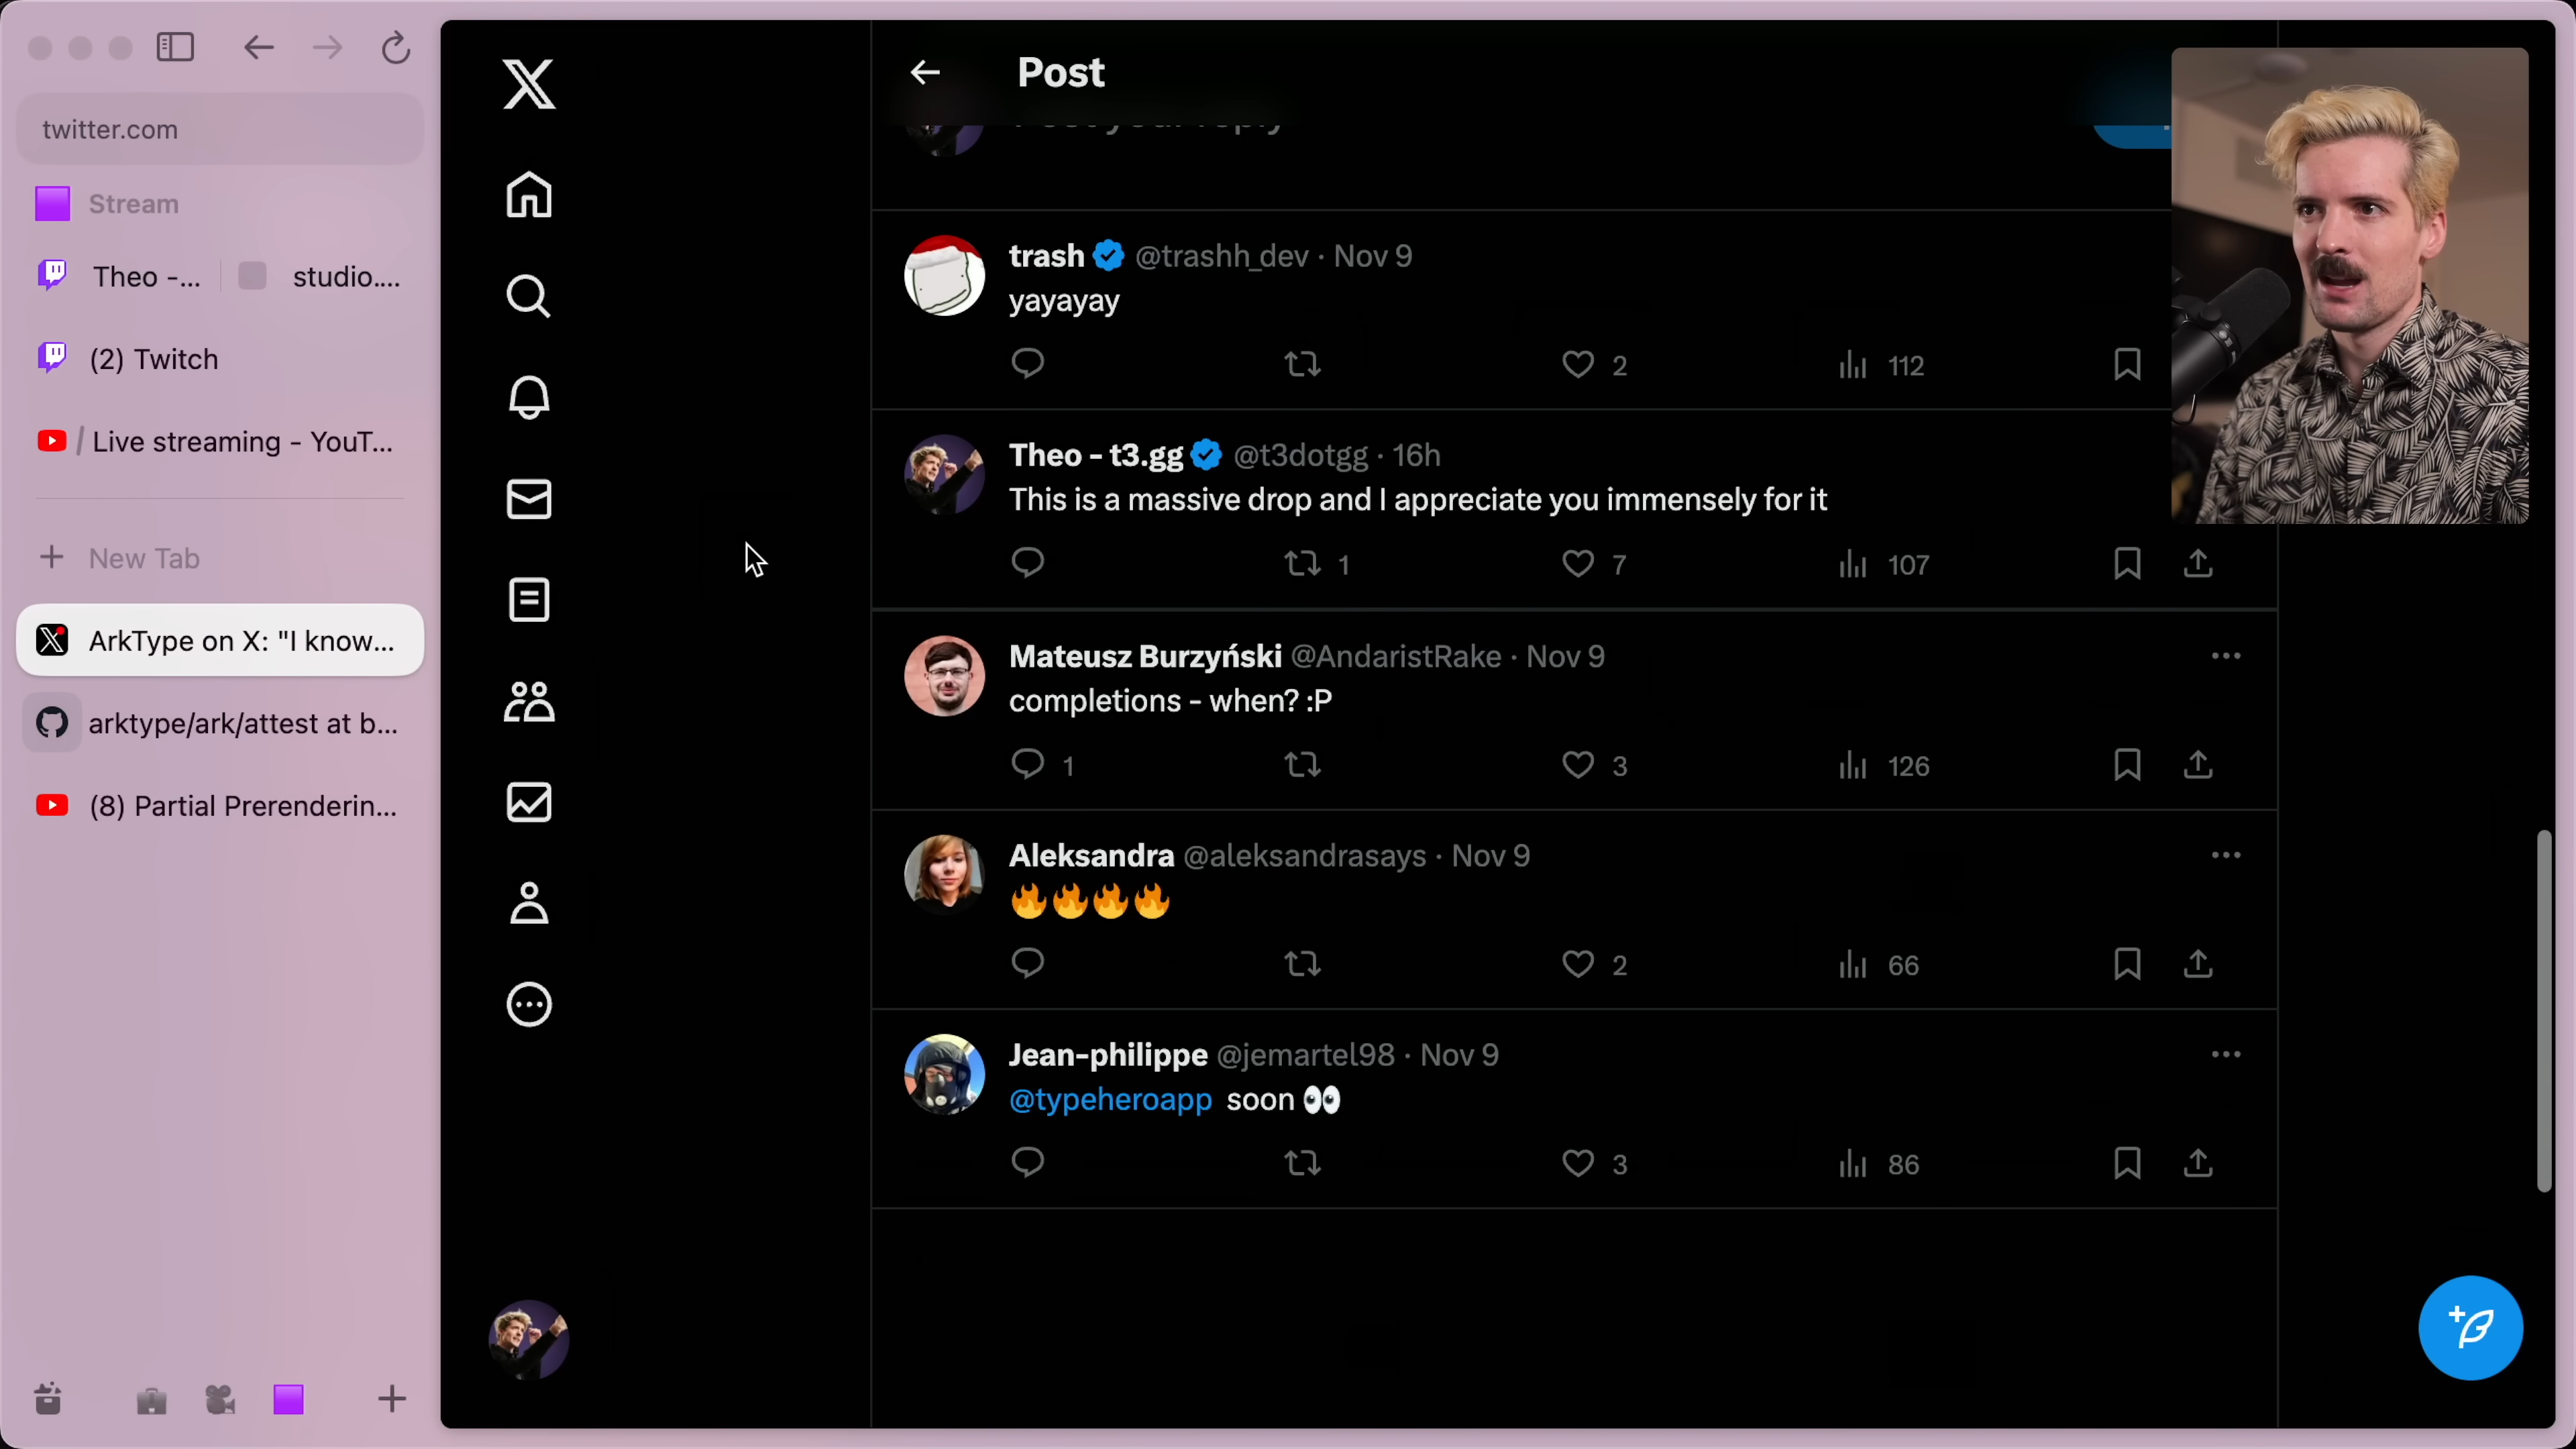 twitter.com
Stream
Theo -...
studio....
(2) Twitch
/ Live streaming - YouT...
+ New Tab
ArkType on X: "I know...
arktype/ark/attest at b...
(8) Partial Prerenderin...
Post
trash @trashh_dev · Nov 9
yayayay
2
112
Theo - t3.gg @t3dotgg · 16h
This is a massive drop and I appreciate you immensely for it
1
7
107
Mateusz Burzyński @AndaristRake · Nov 9
completions - when? :P
1
3
126
Aleksandra @aleksandrasays · Nov 9
🔥🔥🔥🔥
2
66
Jean-philippe @jemartel98 · Nov 9
@typeheroapp soon 👀
3
86